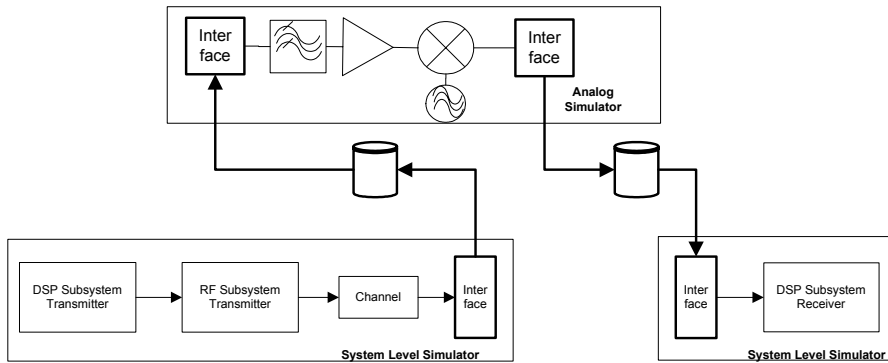 Inter
face
Inter
face
Analog
Simulator
DSP Subsystem
Transmitter
RF Subsystem
Transmitter
Channel
Inter
face
System Level Simulator
Inter
face
DSP Subsystem
Receiver
System Level Simulator